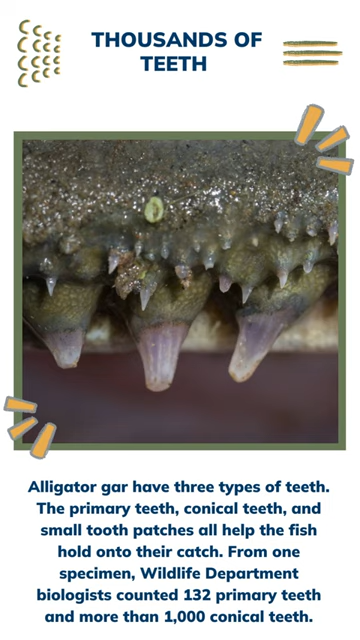 THOUSANDS OF
TEETH
Alligator gar have three types of teeth.
The primary teeth, conical teeth, and
small tooth patches all help the fish
hold onto their catch. From one
specimen, Wildlife Department
biologists counted 132 primary teeth
and more than 1,000 conical teeth.